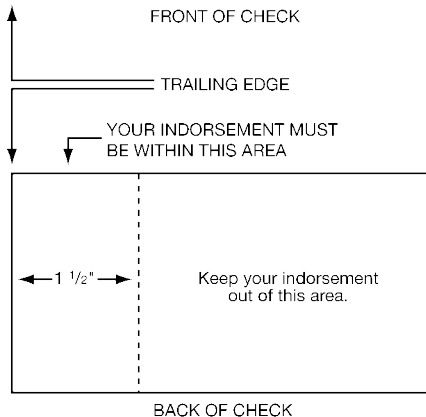 FRONT OF CHECK
TRAILING EDGE
YOUR INDORSEMENT MUST
BE WITHIN THIS AREA
1 1/2"
Keep your indorsement
out of this area.
BACK OF CHECK